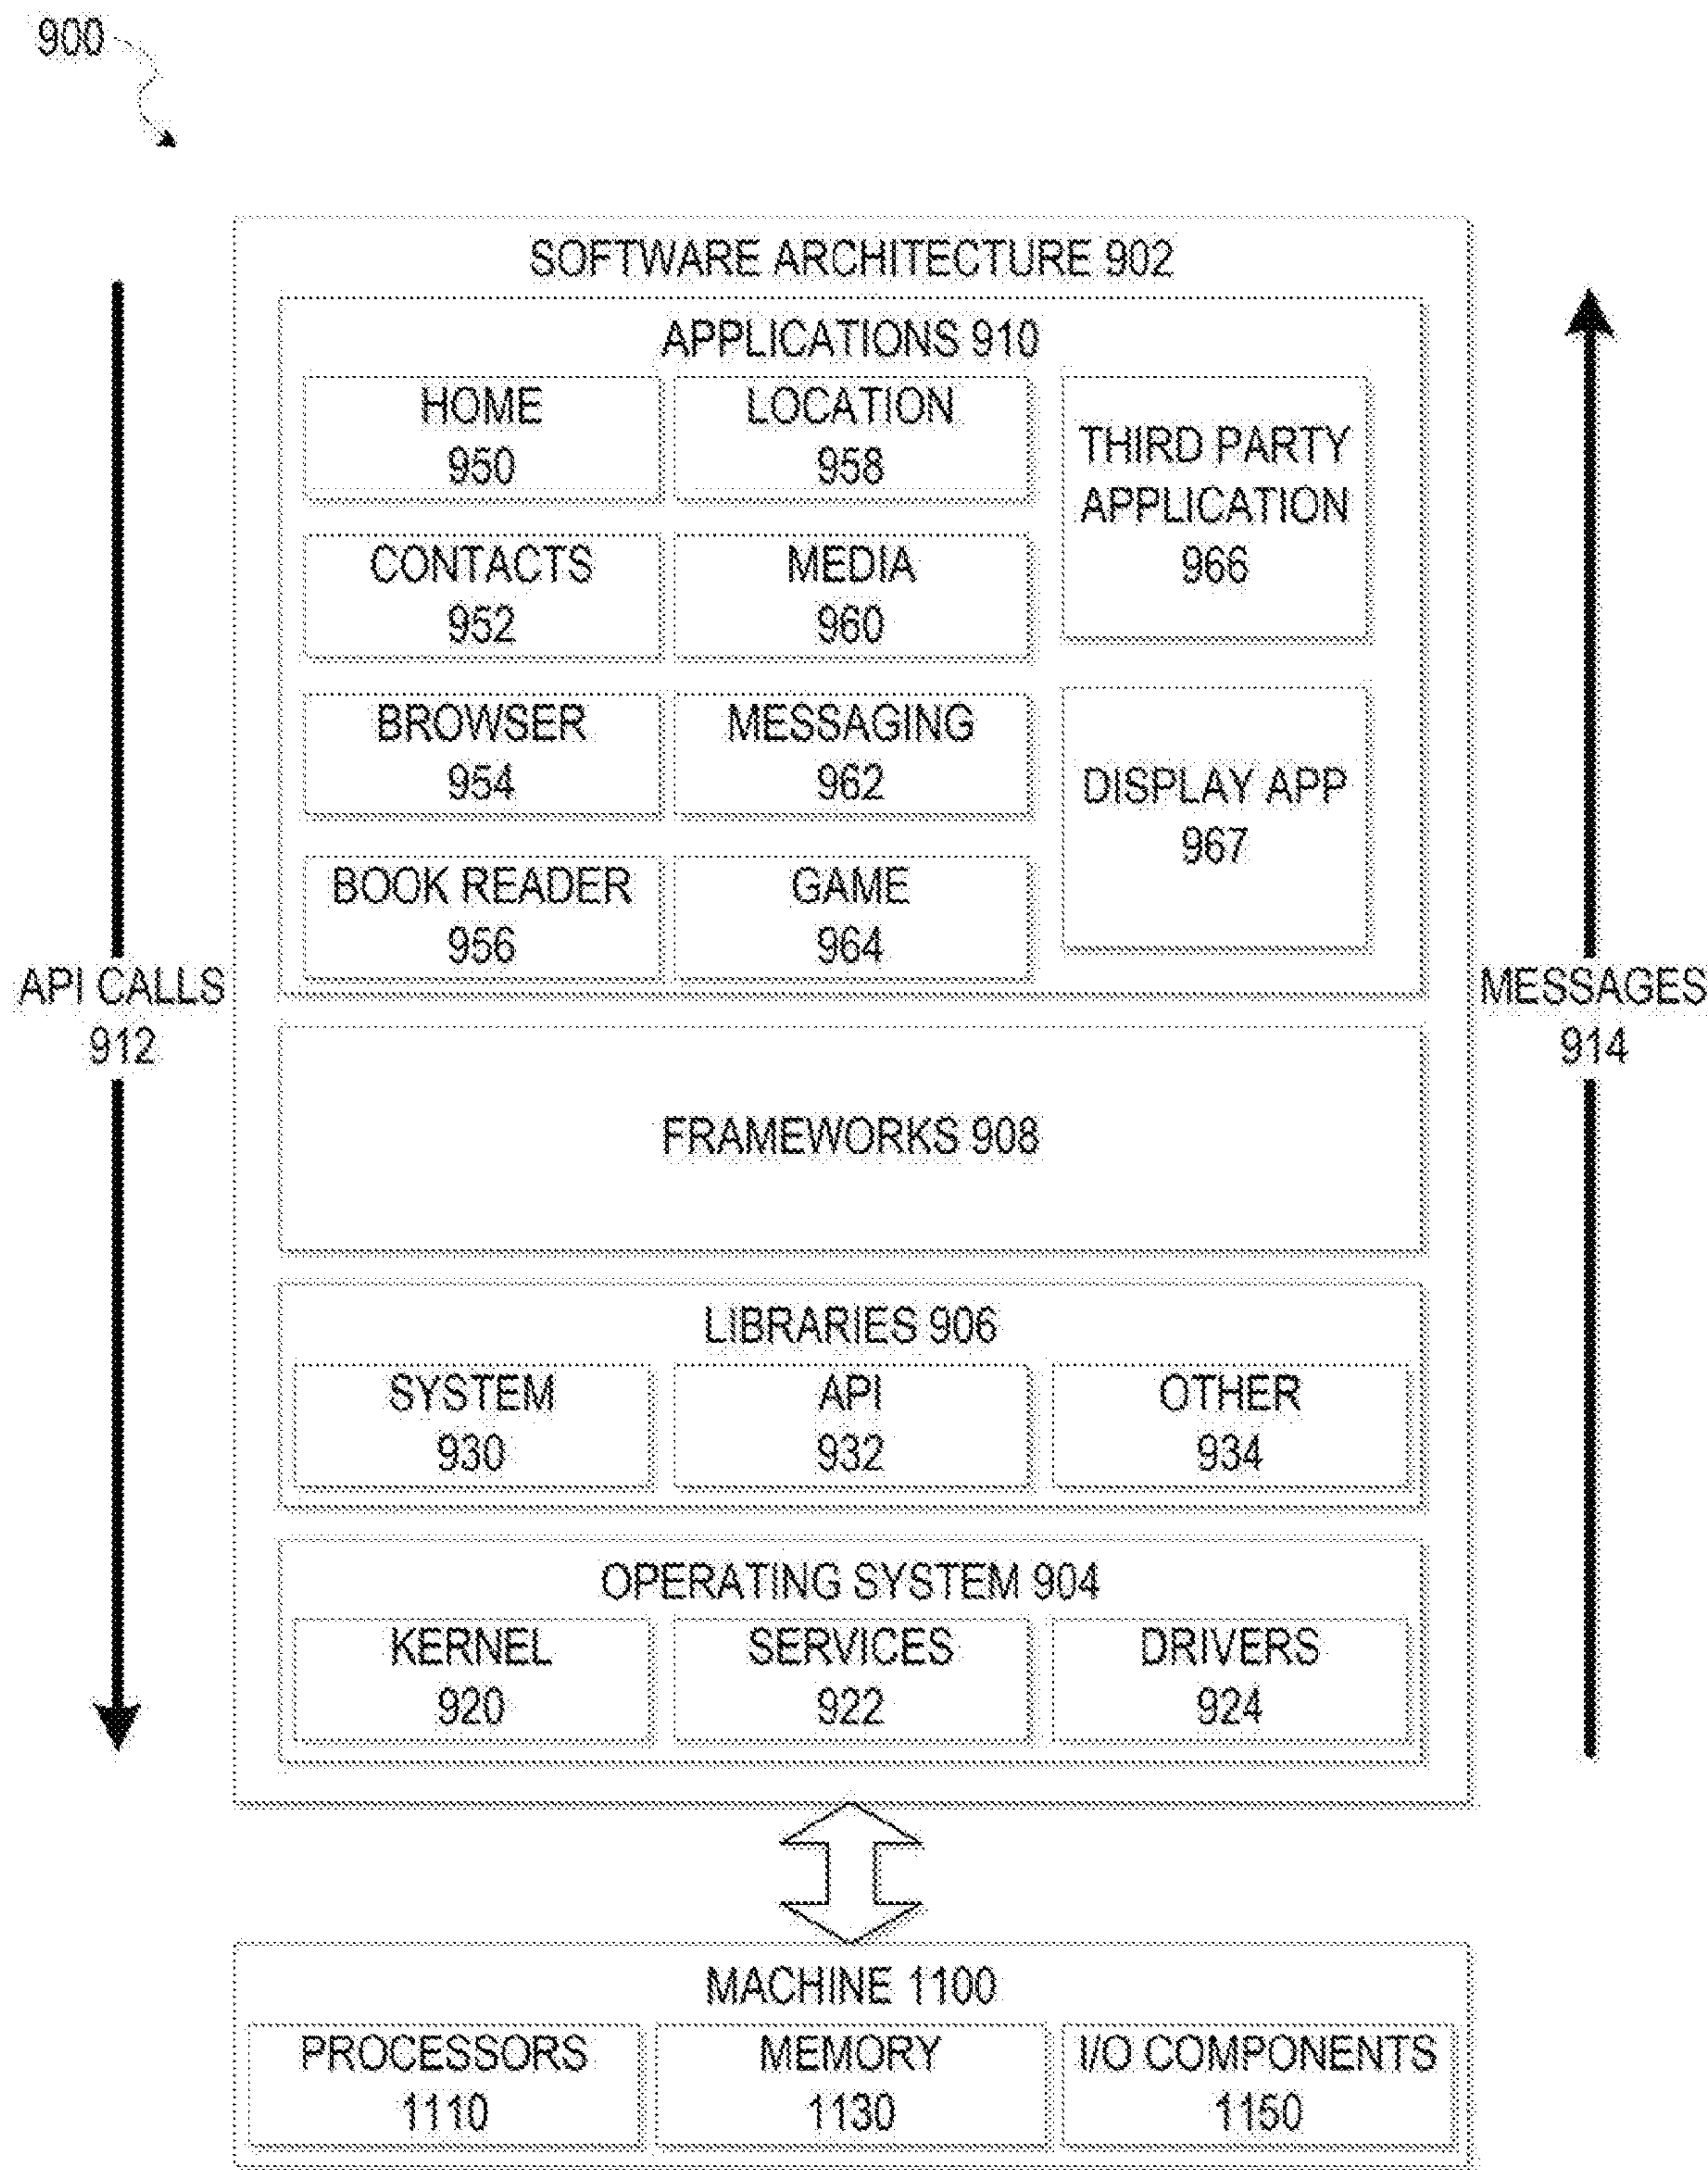 900
SOFTWARE ARCHITECTURE 902
APPLICATIONS 910
HOME
950
LOCATION
958
THIRD PARTY
APPLICATION
966
CONTACTS
952
MEDIA
960
BROWSER
954
MESSAGING
962
DISPLAY APP
967
BOOK READER
956
GAME
964
API CALLS
912
MESSAGES
914
FRAMEWORKS 908
LIBRARIES 906
SYSTEM
930
API
932
OTHER
934
OPERATING SYSTEM 904
KERNEL
920
SERVICES
922
DRIVERS
924
MACHINE 1100
PROCESSORS
1110
MEMORY
1130
I/O COMPONENTS
1150